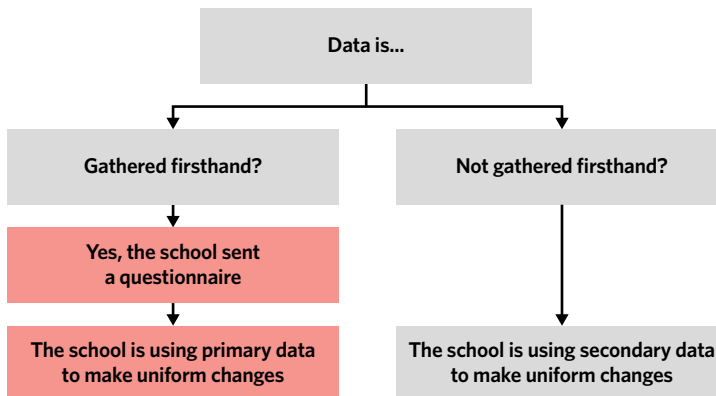 Data is...
Gathered firsthand?
Not gathered firsthand?
Yes, the school sent
a questionnaire
The school is using primary data
to make uniform changes
The school is using secondary data
to make uniform changes